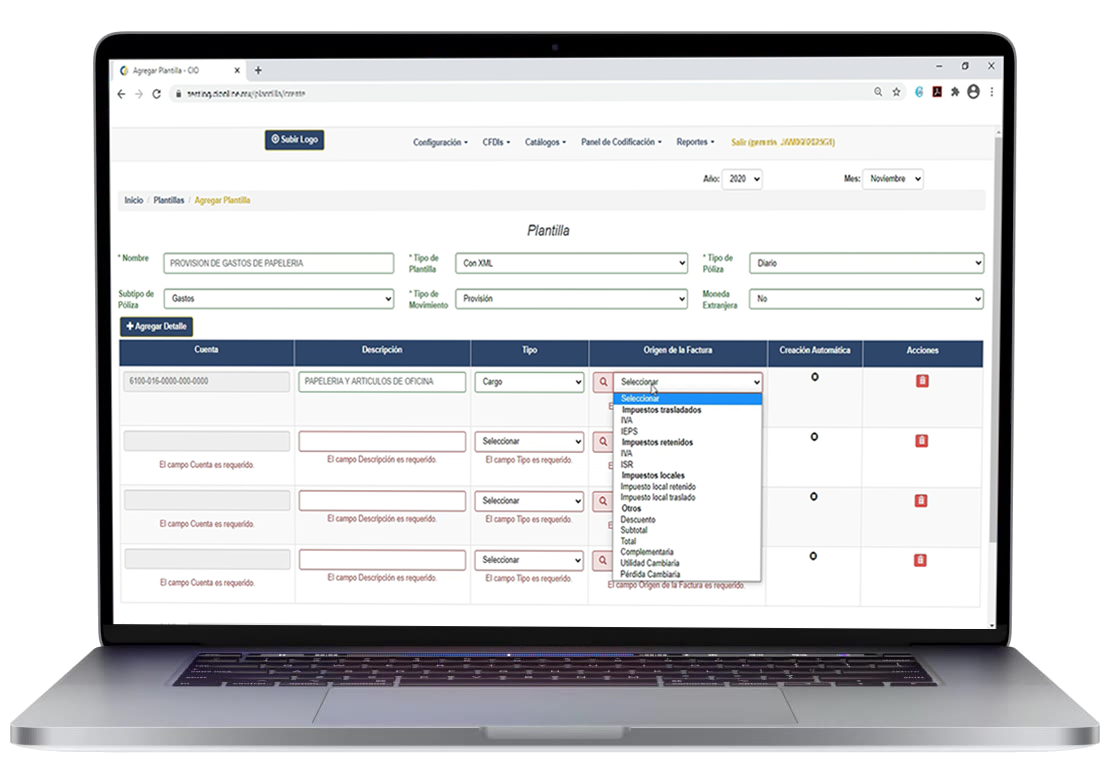 Agregar Plantilla - CIO
Subir Logo
Configuración
CFDIs
Catálogos
Panel de Codificación
Reportes
Salir
Año: 2020
Mes: Noviembre
Inicio / Plantillas / Agregar Plantilla
Plantilla
* Nombre PROVISION DE GASTOS DE PAPELERIA
* Tipo de Plantilla Con XML
* Tipo de Póliza Diario
Subtipo de Póliza Gastos
* Tipo de Movimiento Provisión
Moneda Extranjera No
+ Agregar Detalle
Cuenta Descripción Tipo Origen de la Factura Creación Automática Acciones
6100-016-0000-000-0000 PAPELERIA Y ARTICULOS DE OFICINA Cargo Seleccionar
Seleccionar
Impuestos trasladados
IVA
IEPS
Impuestos retenidos
IVA
ISR
Impuestos locales
Impuesto local retenido
Impuesto local traslado
Otros
Descuento
Subtotal
Total
Complementaria
Utilidad Cambiaria
Pérdida Cambiaria
Seleccionar
El campo Cuenta es requerido. El campo Descripción es requerido. El campo Tipo es requerido.
Seleccionar
El campo Cuenta es requerido. El campo Descripción es requerido. El campo Tipo es requerido.
Seleccionar
El campo Cuenta es requerido. El campo Descripción es requerido. El campo Tipo es requerido. El campo Origen de la Factura es requerido.